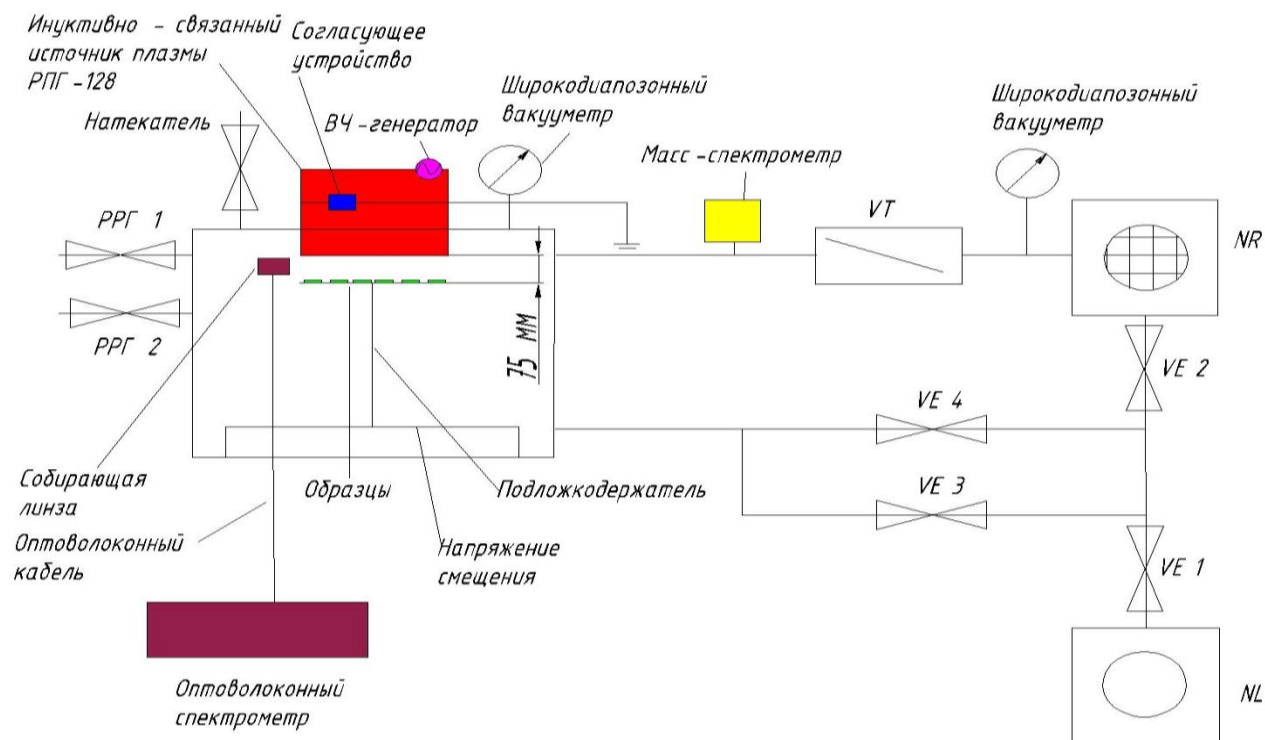 Инуктивно - связанный
источник плазмы
РПГ -128
Согласующее
устройство
Натекатель
ВЧ -генератор
Широкодиапозонный
вакууметр
Широкодиапозонный
вакууметр
Масс -спектрометр
VT
NR
РРГ 1
РРГ 2
75 мм
VE 2
VE 4
VE 3
VE 1
Собирающая
линза
Образцы
Подложкодержатель
Оптоволоконный
кабель
Напряжение
смещения
Оптоволоконный
спектрометр
NL